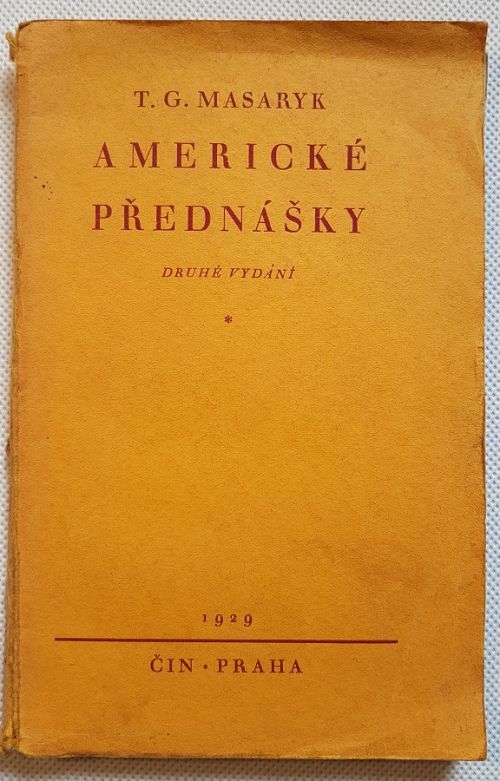 T. G. MASARYK
AMERICKÉ
PŘEDNÁŠKY
DRUHÉ VYDÁNÍ
*
1929
ČIN · PRAHA